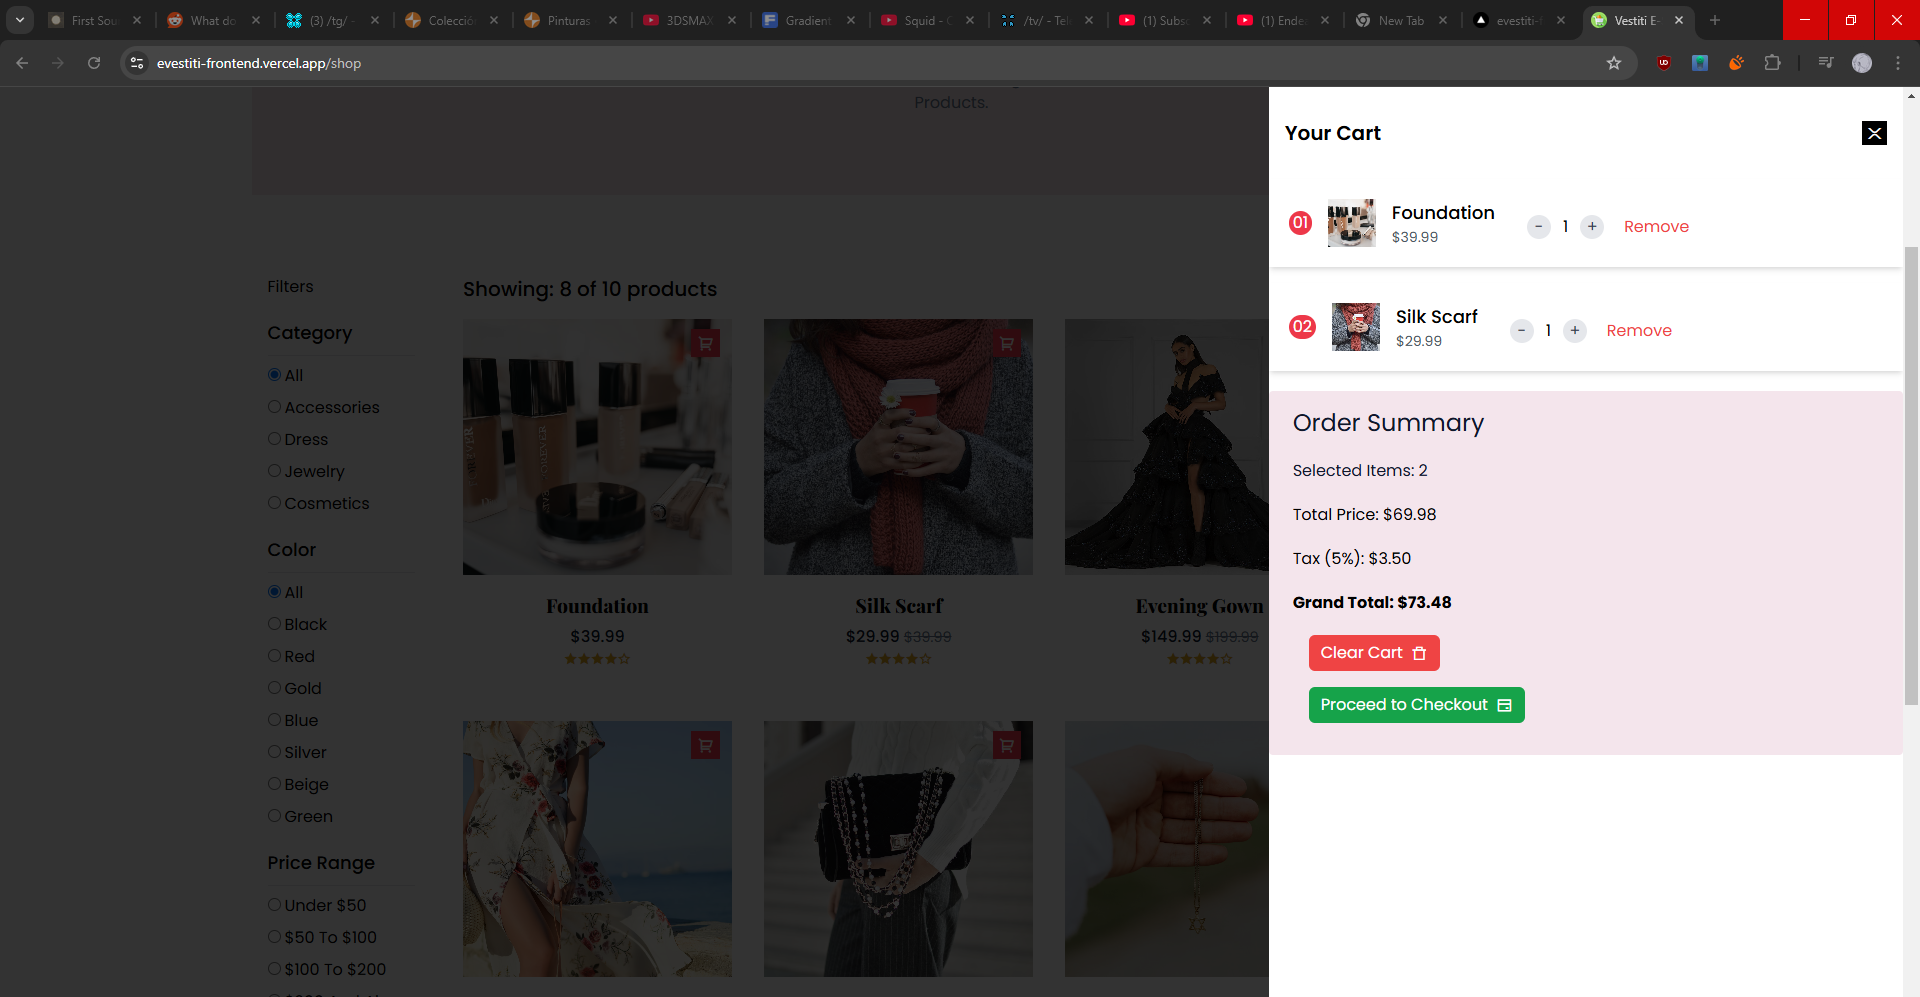 First Sou
What do
(3) /tg/ -
Colecció
Pinturas
3DSMAX
Gradient
Squid - C
/tv/ - Tel
(1) Subsc
(1) Ende
New Tab
evestiti-f
Vestiti E-
evestiti-frontend.vercel.app/shop
Products.
Filters
Category
All
Accessories
Dress
Jewelry
Cosmetics
Color
All
Black
Red
Gold
Blue
Silver
Beige
Green
Price Range
Under $50
$50 To $100
$100 To $200
Showing: 8 of 10 products
Foundation
$39.99
Silk Scarf
$29.99 $39.99
Evening Gown
$149.99 $199.99
Your Cart
01
Foundation
$39.99
- 1 + Remove
02
Silk Scarf
$29.99
- 1 + Remove
Order Summary
Selected Items: 2
Total Price: $69.98
Tax (5%): $3.50
Grand Total: $73.48
Clear Cart
Proceed to Checkout